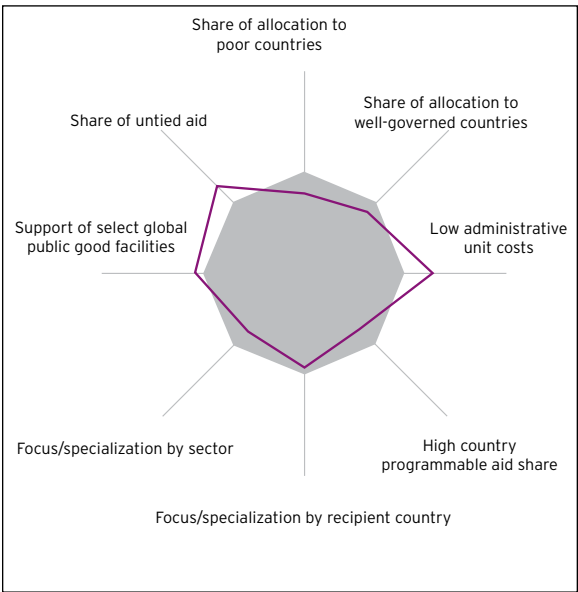 Share of allocation to
poor countries
Share of allocation to
well-governed countries
Share of untied aid
Support of select global
public good facilities
Low administrative
unit costs
Focus/specialization by sector
High country
programmable aid share
Focus/specialization by recipient country